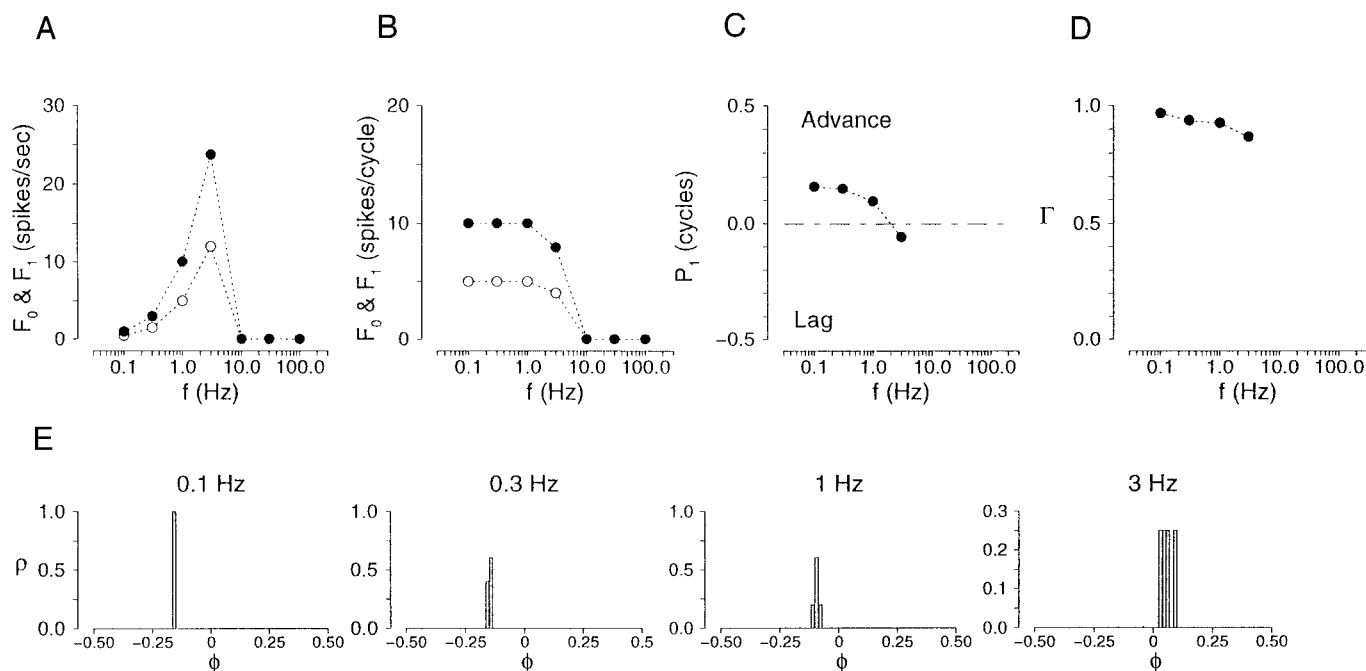 A
B
C
D
F₀ & F₁ (spikes/sec)
30
20
10
0
0.1 1.0 10.0 100.0
f (Hz)
F₀ & F₁ (spikes/cycle)
20
10
0
0.1 1.0 10.0 100.0
f (Hz)
P₁ (cycles)
0.5
0.0
−0.5
Advance
Lag
0.1 1.0 10.0 100.0
f (Hz)
Γ
1.0
0.5
0.0
0.1 1.0 10.0 100.0
f (Hz)
E
0.1 Hz
ρ
1.0
0.5
0.0
−0.50 −0.25 0 0.25 0.50
ϕ
0.3 Hz
1.0
0.5
0.0
−0.50 −0.25 0 0.25 0.5
ϕ
1 Hz
1.0
0.5
0.0
−0.50 −0.25 0 0.25 0.50
ϕ
3 Hz
0.3
0.2
0.1
0.0
−0.50 −0.25 0 0.25 0.50
ϕ